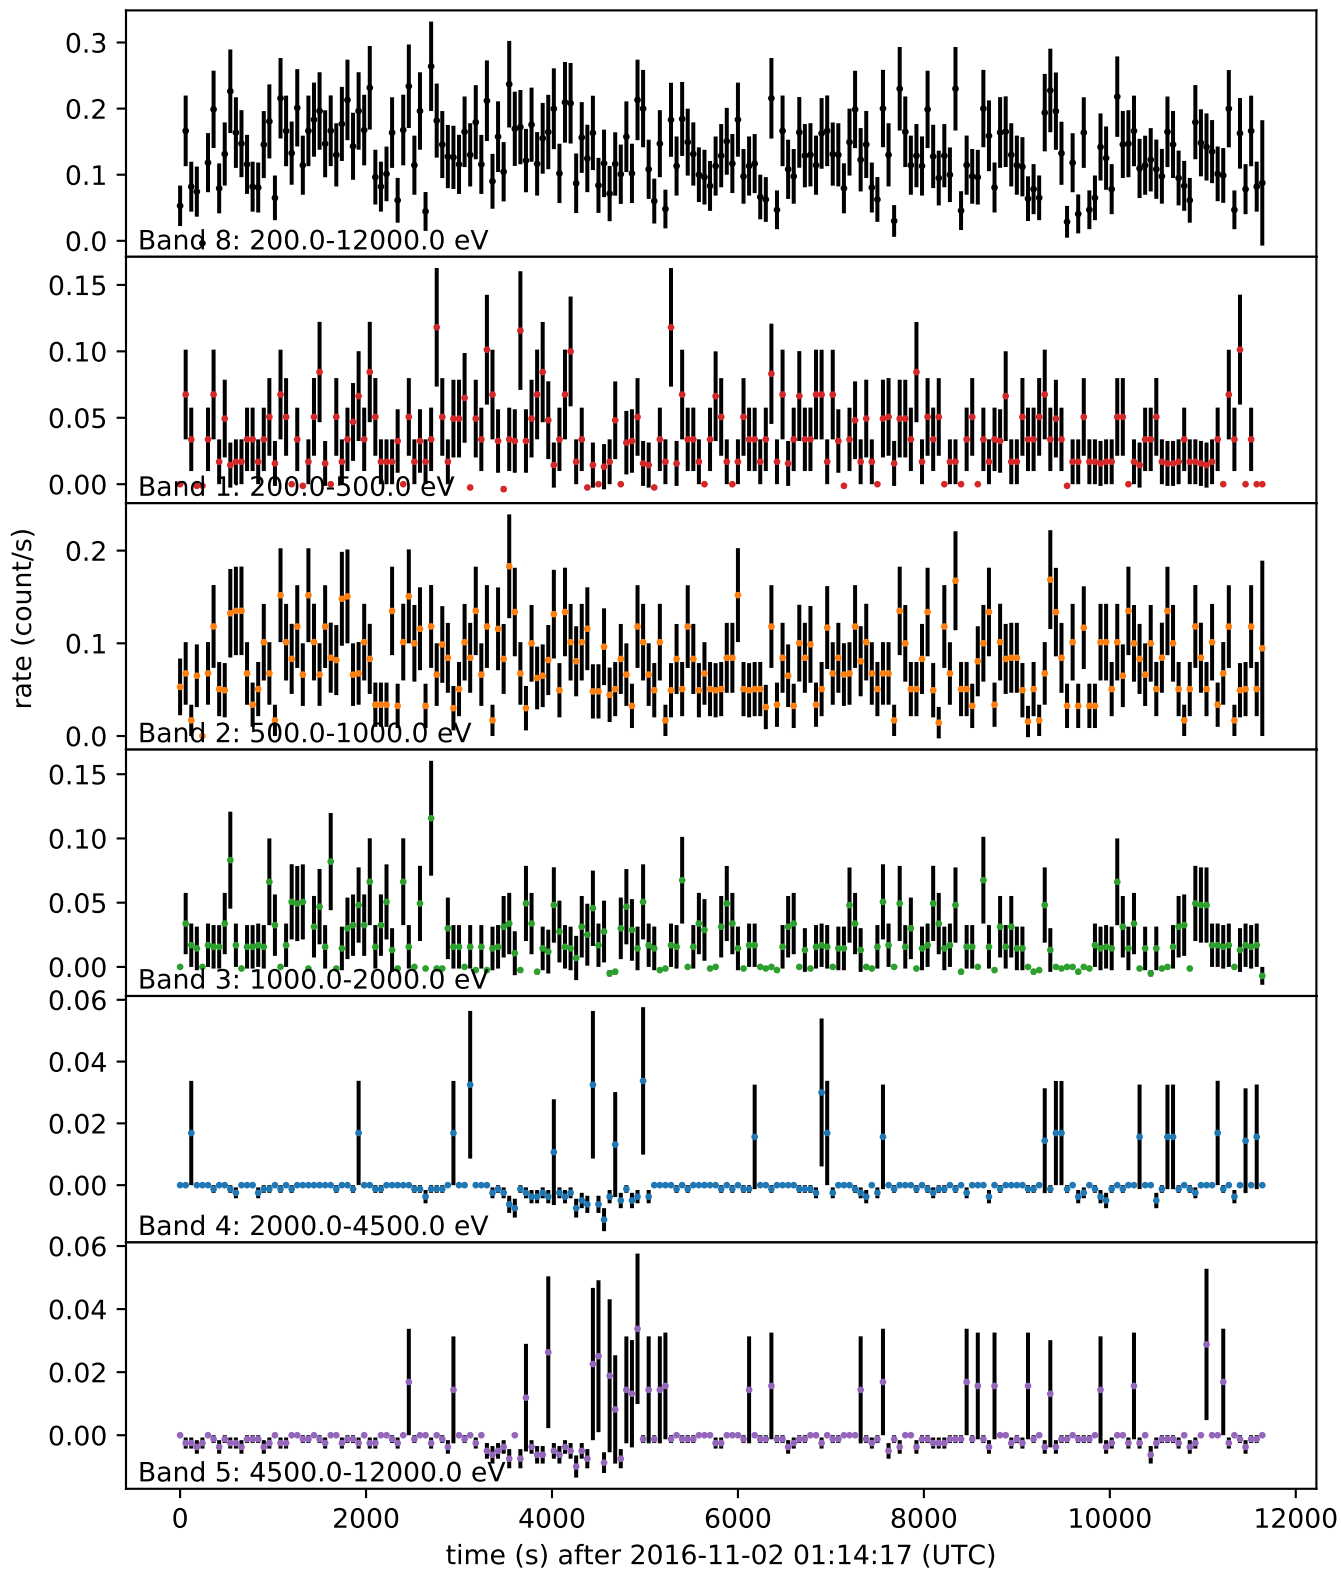 0.3
0.2
0.1
0.0
Band 8: 200.0-12000.0 eV
0.15
0.10
0.05
0.00
Band 1: 200.0-500.0 eV
rate (count/s)
0.2
0.1
0.0
Band 2: 500.0-1000.0 eV
0.15
0.10
0.05
0.00
Band 3: 1000.0-2000.0 eV
0.06
0.04
0.02
0.00
Band 4: 2000.0-4500.0 eV
0.06
0.04
0.02
0.00
Band 5: 4500.0-12000.0 eV
0 2000 4000 6000 8000 10000 12000
time (s) after 2016-11-02 01:14:17 (UTC)